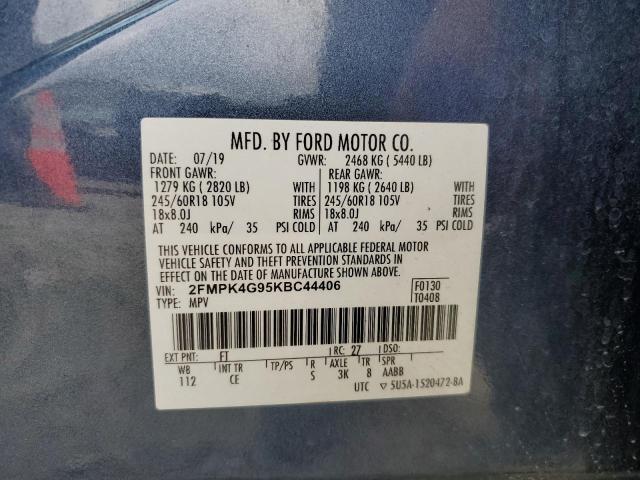 MFD. BY FORD MOTOR CO.
DATE: 07/19 GVWR: 2468 KG ( 5440 LB)
FRONT GAWR: REAR GAWR:
1279 KG ( 2820 LB) WITH 1198 KG ( 2640 LB) WITH
245/60R18 105V TIRES 245/60R18 105V TIRES
18x8.0J RIMS 18x8.0J RIMS
AT 240 kPa/ 35 PSI COLD AT 240 kPa/ 35 PSI COLD
THIS VEHICLE CONFORMS TO ALL APPLICABLE FEDERAL MOTOR
VEHICLE SAFETY AND THEFT PREVENTION STANDARDS IN
EFFECT ON THE DATE OF MANUFACTURE SHOWN ABOVE.
VIN: 2FMPK4G95KBC44406 F0130
TYPE: MPV T0408
EXT PNT: FT RC: 27 DSO:
WB INT TR TP/PS R AXLE TR SPR
112 CE S 3K 8 AABB
UTC ▽ 5U5A-1520472-BA